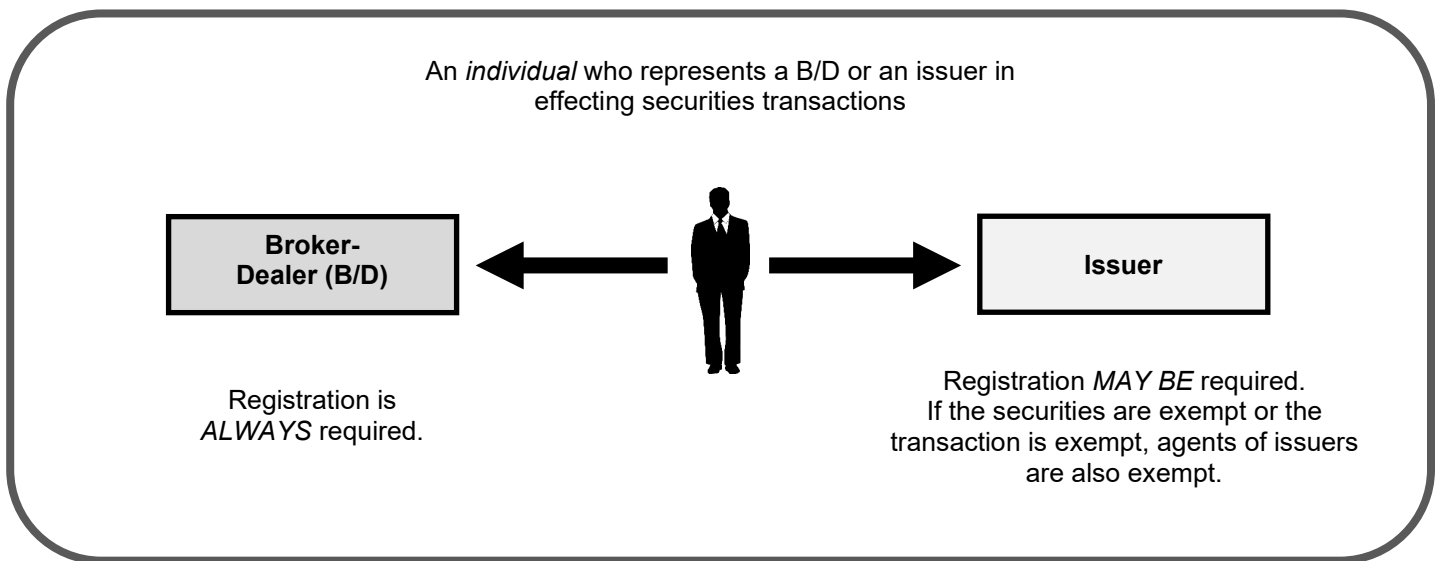 An individual who represents a B/D or an issuer in
effecting securities transactions
Broker-
Dealer (B/D)
Issuer
Registration is
ALWAYS required.
Registration MAY BE required.
If the securities are exempt or the
transaction is exempt, agents of issuers
are also exempt.